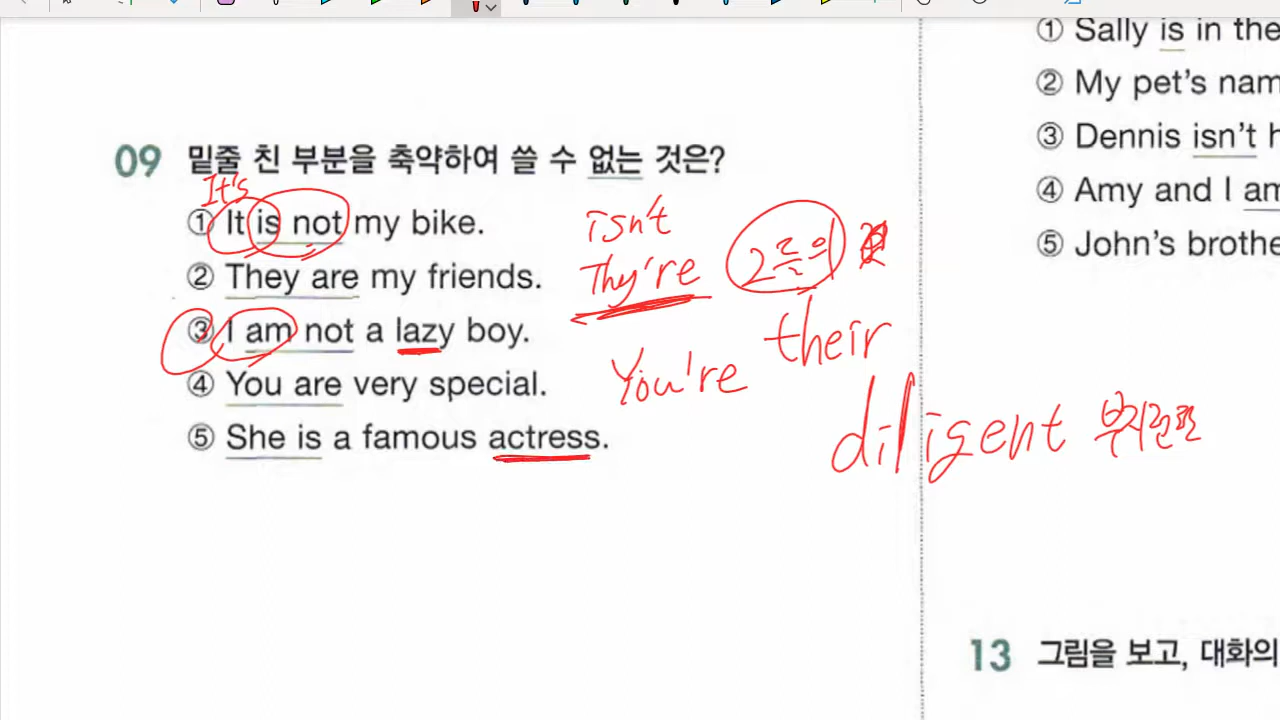 09 밑줄 친 부분을 축약하여 쓸 수 없는 것은?
It's
① It is not my bike.
isn't
② They are my friends.
Thy're
2중의
③ I am not a lazy boy.
their
④ You are very special.
You're
⑤ She is a famous actress.
diligent 부지런한
① Sally is in the
② My pet's nam
③ Dennis isn't h
④ Amy and I am
⑤ John's brothe
13 그림을 보고, 대화의